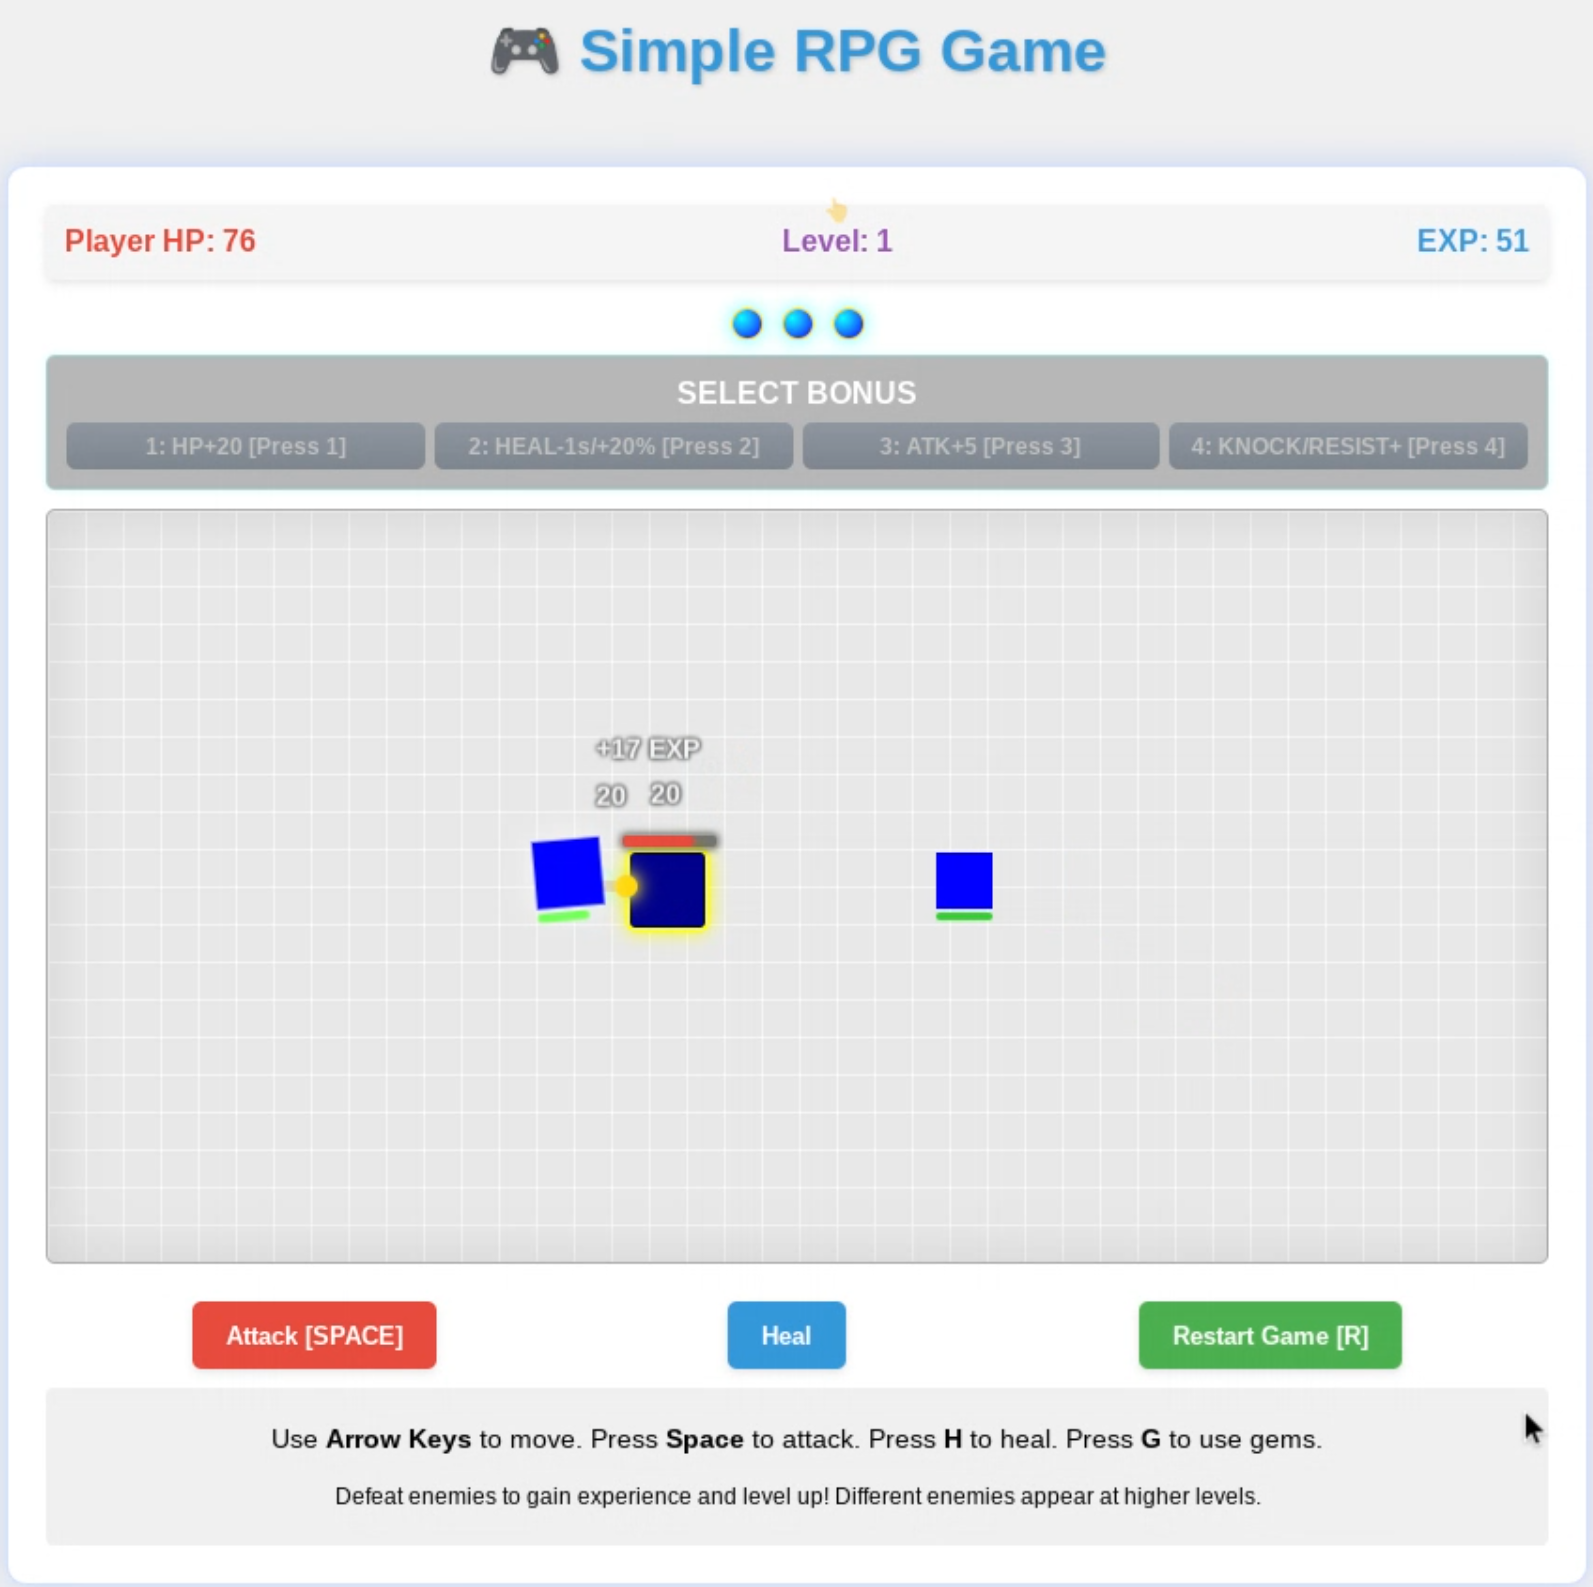 Simple RPG Game
Player HP: 76
Level: 1
EXP: 51
SELECT BONUS
1: HP+20 [Press 1]
2: HEAL-1s/+20% [Press 2]
3: ATK+5 [Press 3]
4: KNOCK/RESIST+ [Press 4]
+17 EXP
20 20
Attack [SPACE]
Heal
Restart Game [R]
Use Arrow Keys to move. Press Space to attack. Press H to heal. Press G to use gems.
Defeat enemies to gain experience and level up! Different enemies appear at higher levels.